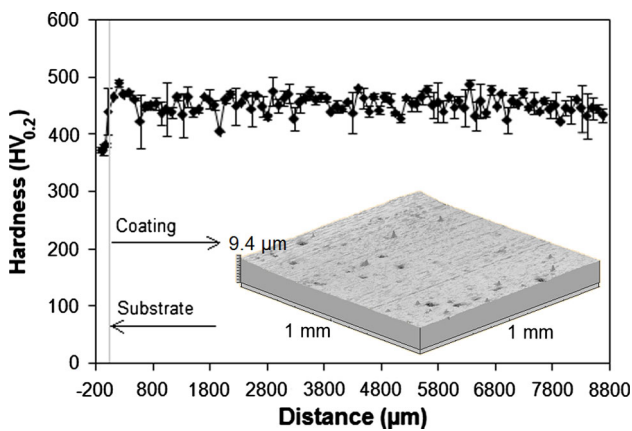 600
500
400
300
200
100
0
Hardness (HV0.2)
Coating
9.4 µm
Substrate
1 mm
1 mm
-200 800 1800 2800 3800 4800 5800 6800 7800 8800
Distance (µm)